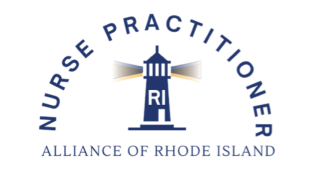 NURSE PRACTITIONER
RI
ALLIANCE OF RHODE ISLAND